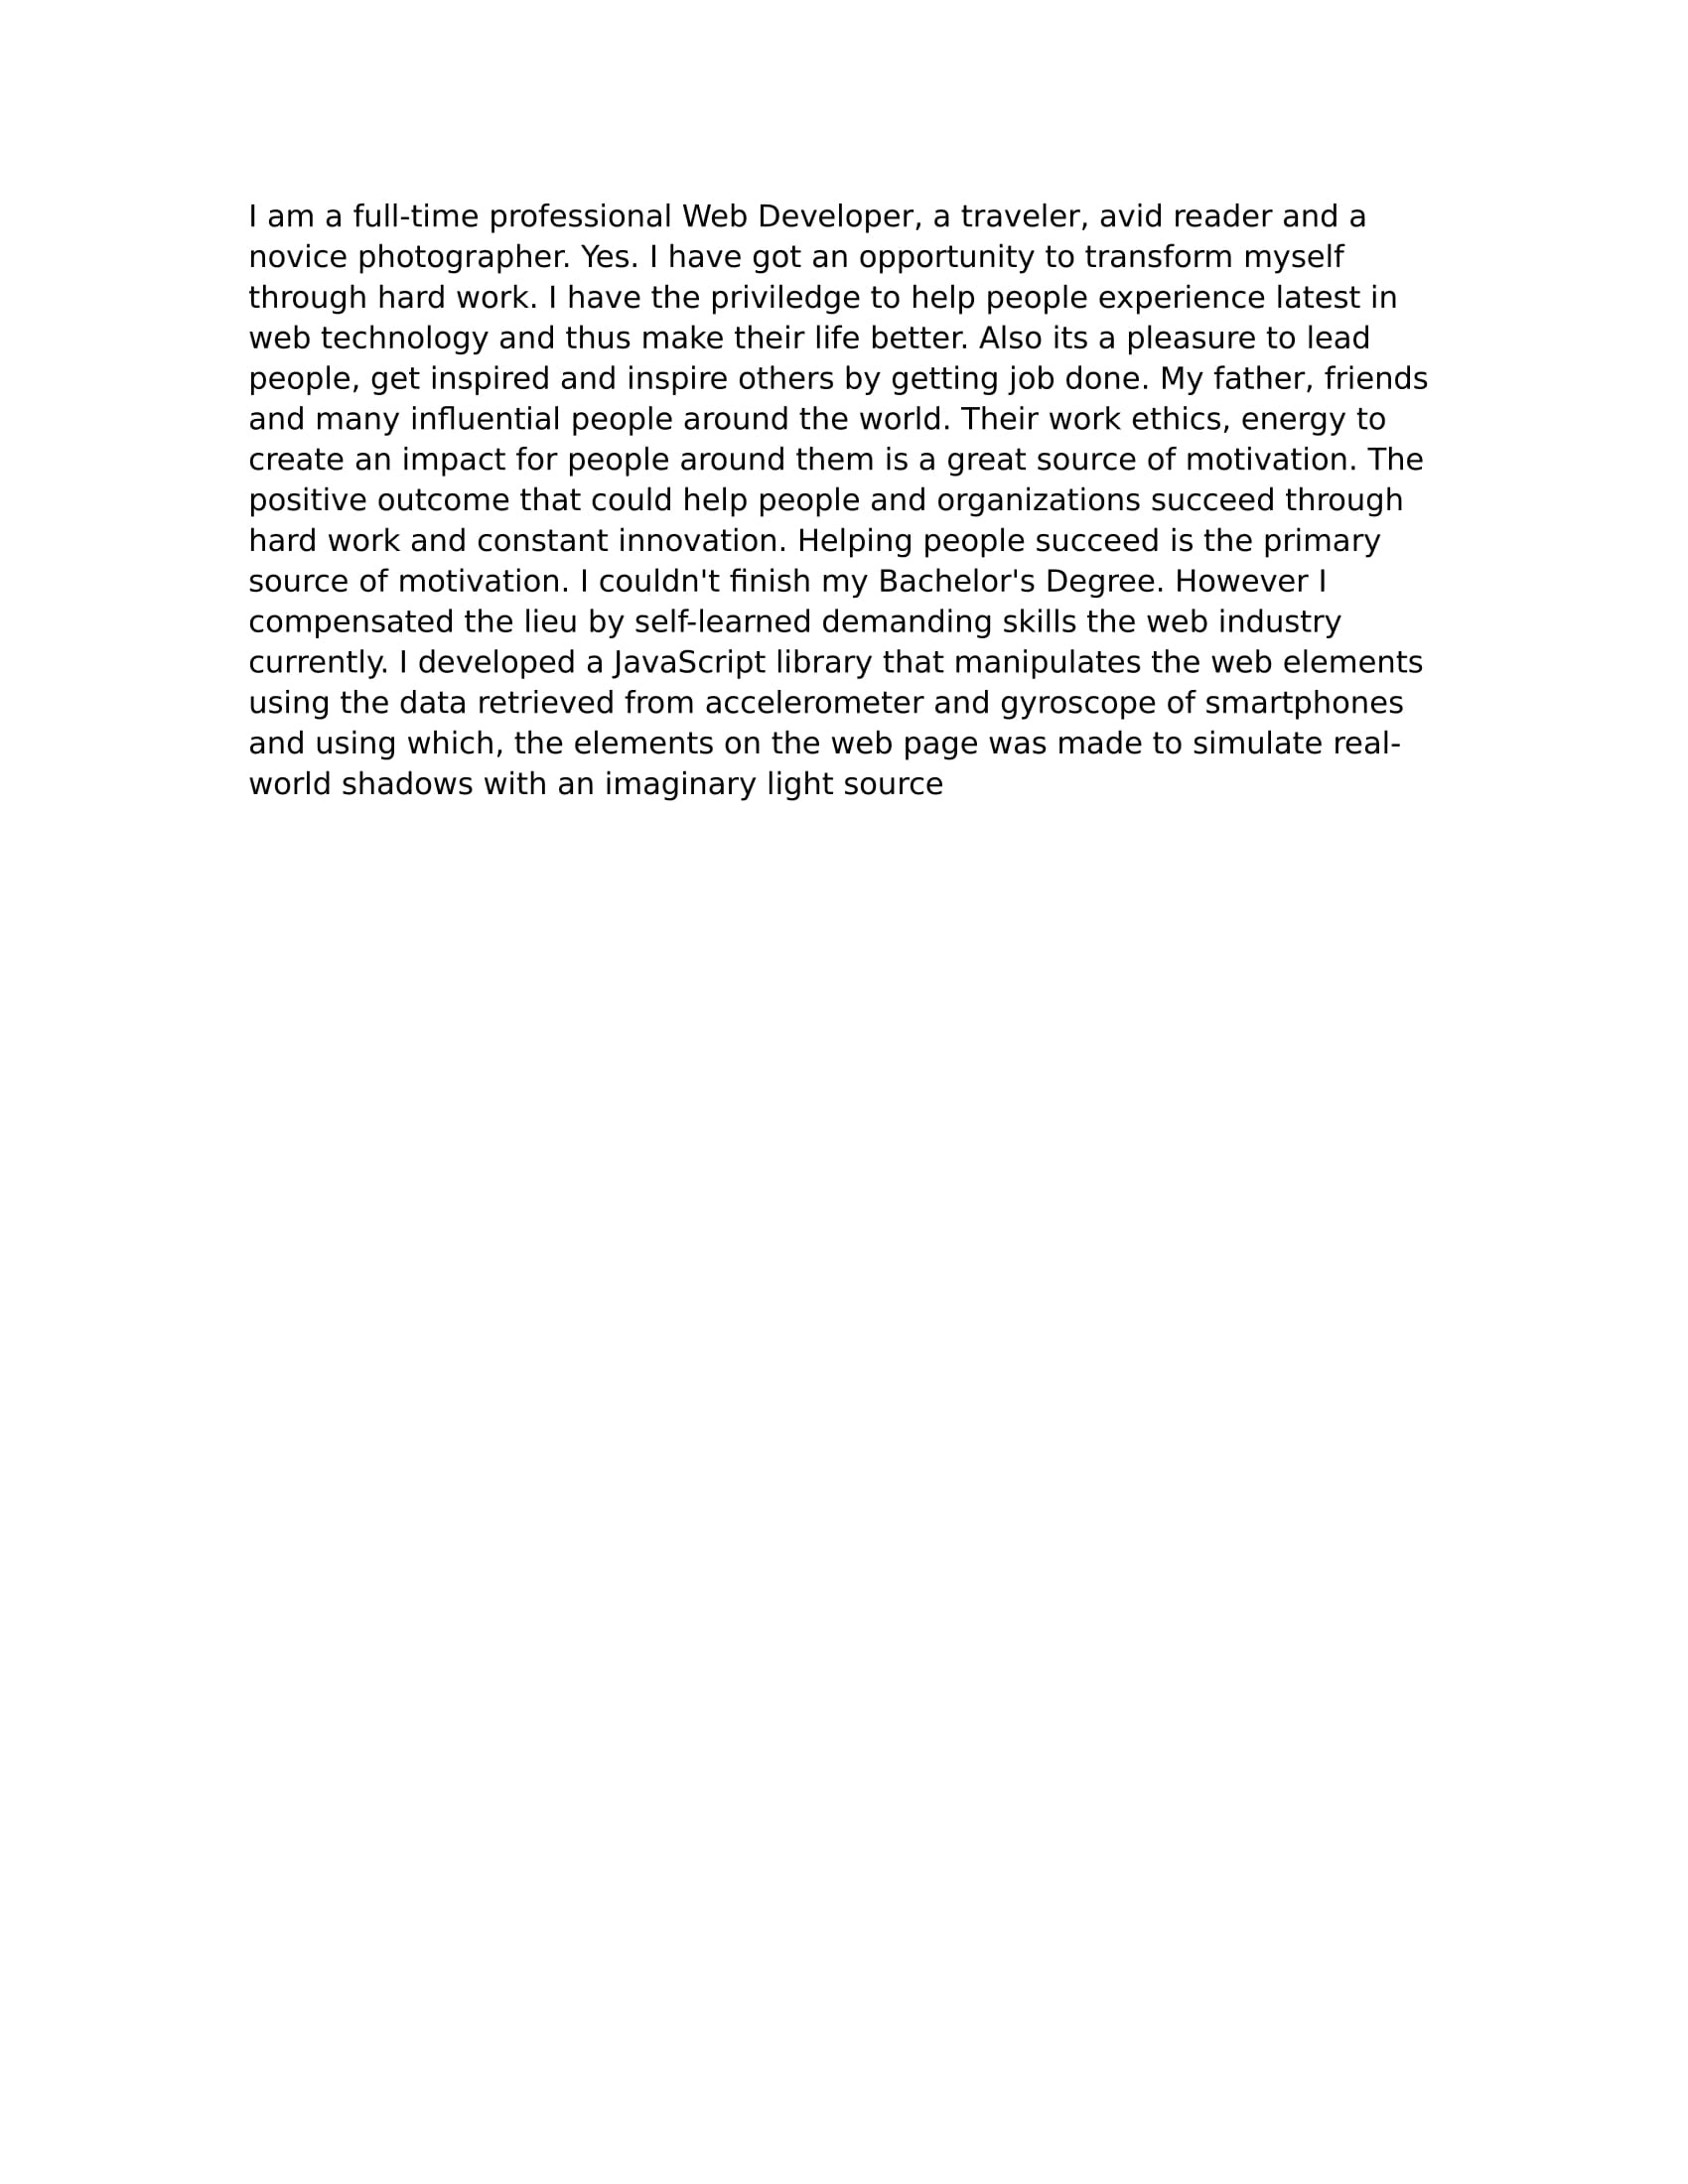 I am a full-time professional Web Developer, a traveler, avid reader and a
novice photographer. Yes. I have got an opportunity to transform myself
through hard work. I have the priviledge to help people experience latest in
web technology and thus make their life better. Also its a pleasure to lead
people, get inspired and inspire others by getting job done. My father, friends
and many influential people around the world. Their work ethics, energy to
create an impact for people around them is a great source of motivation. The
positive outcome that could help people and organizations succeed through
hard work and constant innovation. Helping people succeed is the primary
source of motivation. I couldn't finish my Bachelor's Degree. However I
compensated the lieu by self-learned demanding skills the web industry
currently. I developed a JavaScript library that manipulates the web elements
using the data retrieved from accelerometer and gyroscope of smartphones
and using which, the elements on the web page was made to simulate real-
world shadows with an imaginary light source